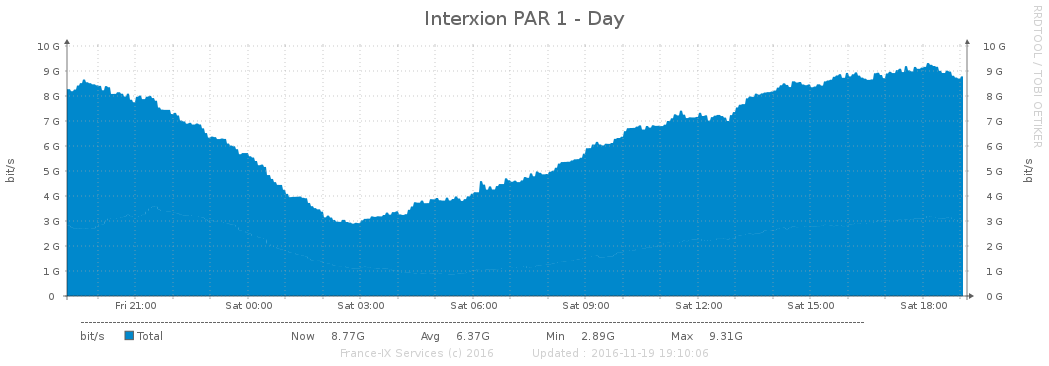 Interxion PAR 1 - Day
RRDTOOL / TOBI OETIKER
10 G 10 G
9 G 9 G
8 G 8 G
7 G 7 G
6 G 6 G
5 G 5 G
4 G 4 G
3 G 3 G
2 G 2 G
1 G 1 G
0 0 G
bit/s
bit/s
Fri 21:00 Sat 00:00 Sat 03:00 Sat 06:00 Sat 09:00 Sat 12:00 Sat 15:00 Sat 18:00
bit/s Total Now 8.77G Avg 6.37G Min 2.89G Max 9.31G
France-IX Services (c) 2016 Updated : 2016-11-19 19:10:06